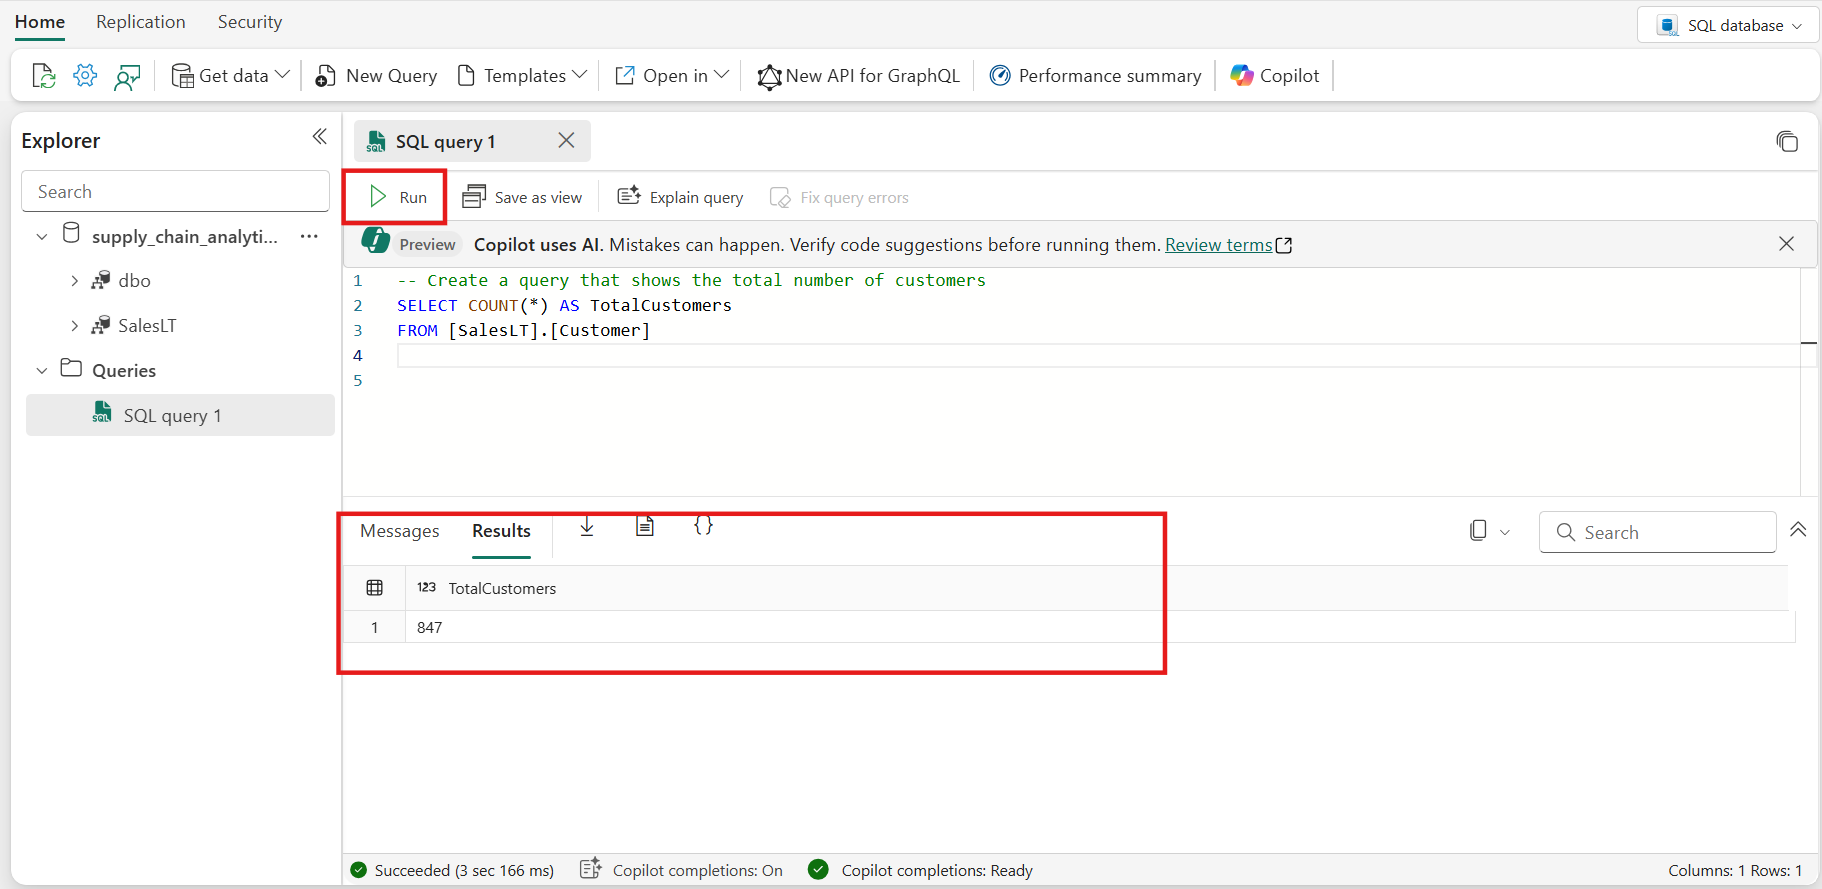 Home Replication Security
SQL database
Get data New Query Templates Open in New API for GraphQL Performance summary Copilot
Explorer
SQL query 1
Search
Run Save as view Explain query Fix query errors
supply_chain_analyti... ...
dbo
SalesLT
Queries
SQL query 1
Preview Copilot uses AI. Mistakes can happen. Verify code suggestions before running them. Review terms.
1 -- Create a query that shows the total number of customers
2 SELECT COUNT(*) AS TotalCustomers
3 FROM [SalesLT].[Customer]
4
5
Messages Results {} Search
123 TotalCustomers
1 847
Succeeded (3 sec 166 ms) Copilot completions: On Copilot completions: Ready Columns: 1 Rows: 1